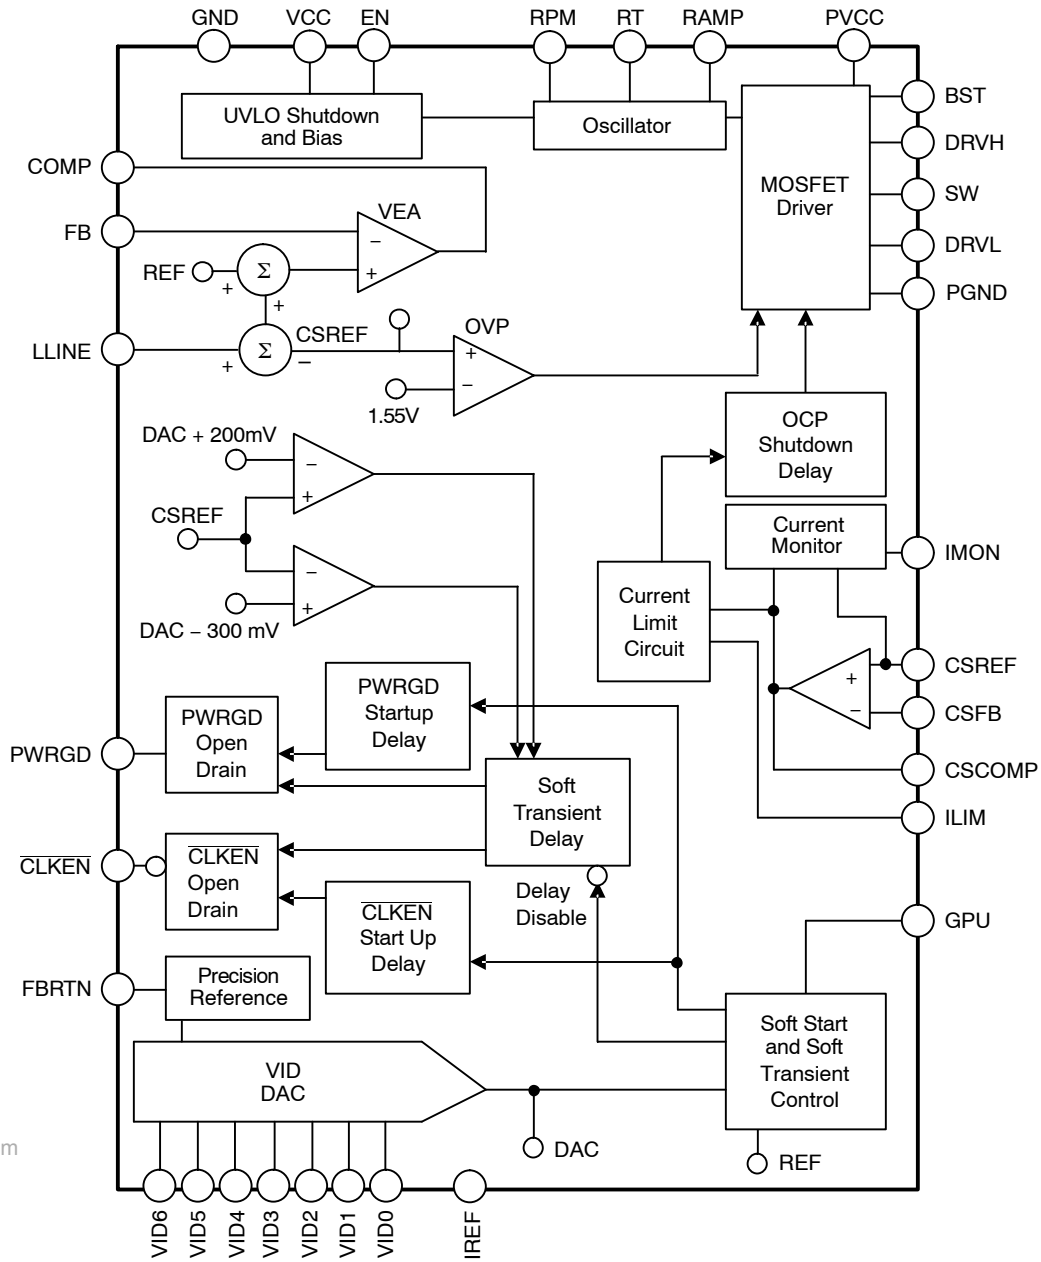 GND VCC EN RPM RT RAMP PVCC
UVLO Shutdown
and Bias
Oscillator
MOSFET
Driver
BST
DRVH
SW
DRVL
PGND
COMP
FB
VEA
−
+
REF
Σ
+
+
LLINE
Σ
+
−
CSREF
OVP
+
−
1.55V
DAC + 200mV
−
+
CSREF
−
+
DAC − 300 mV
OCP
Shutdown
Delay
Current
Monitor
IMON
Current
Limit
Circuit
+
−
CSREF
CSFB
CSCOMP
ILIM
PWRGD
PWRGD
Open
Drain
PWRGD
Startup
Delay
Soft
Transient
Delay
CLKEN
CLKEN
Open
Drain
CLKEN
Start Up
Delay
Delay
Disable
GPU
FBRTN
Precision
Reference
VID
DAC
Soft Start
and Soft
Transient
Control
DAC
REF
m
VID6
VID5
VID4
VID3
VID2
VID1
VID0
IREF